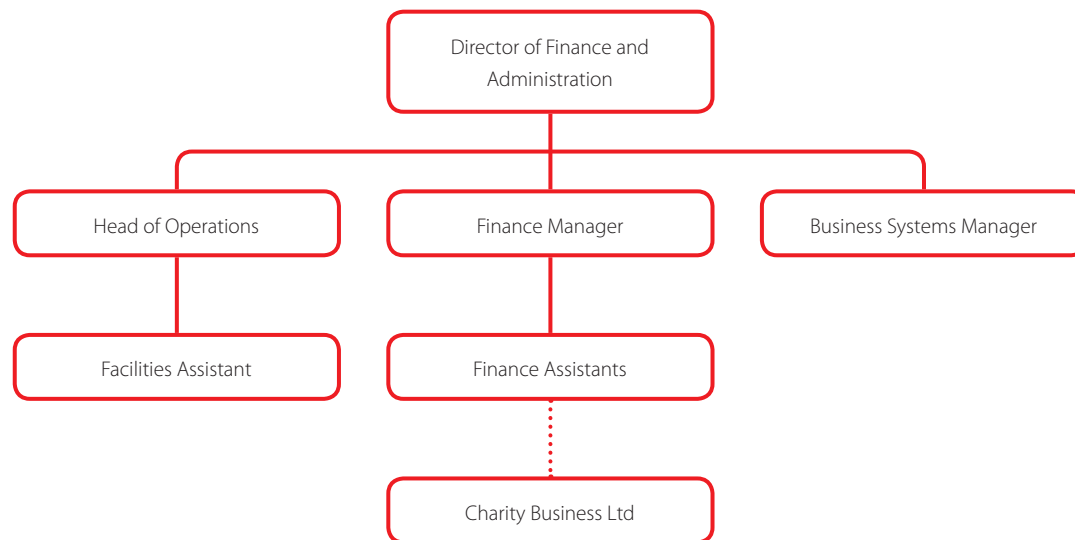 Director of Finance and
Administration
Head of Operations
Finance Manager
Business Systems Manager
Facilities Assistant
Finance Assistants
Charity Business Ltd